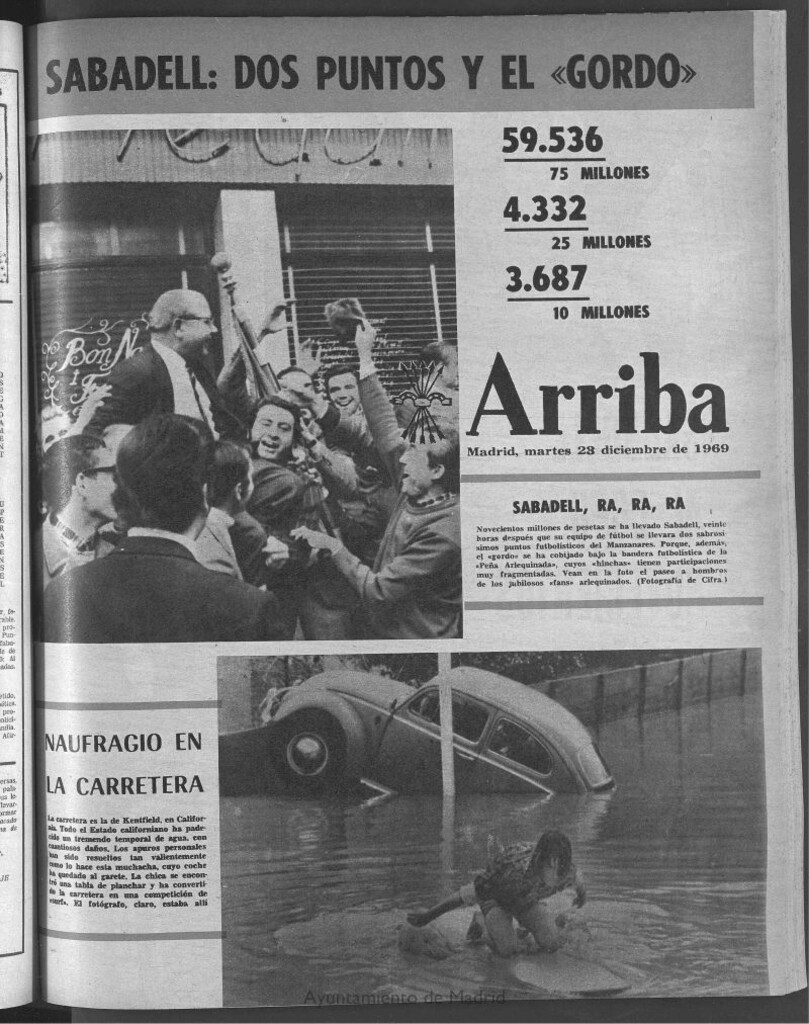 SABADELL: DOS PUNTOS Y EL «GORDO»
59.536
75 MILLONES
4.332
25 MILLONES
3.687
10 MILLONES
Bon Na
i
Arriba
Madrid, martes 23 diciembre de 1969
SABADELL, RA, RA, RA
Novecientos millones de pesetas se ha llevado Sabadell, veinte
horas después que su equipo de fútbol se llevara dos sabrosí-
simos puntos futbolísticos del Manzanares. Porque, además,
el «gordo» se ha cobijado bajo la bandera futbolística de la
«Peña Arlequinada», cuyos «hinchas» tienen participaciones
muy fragmentadas. Vean en la foto el paseo a hombros
de los jubilosos «fans» arlequinados. (Fotografía de Cifra.)
NAUFRAGIO EN
LA CARRETERA
La carretera es la de Kentfield, en Califor-
nia. Todo el Estado californiano ha pade-
cido un tremendo temporal de agua, con
cuantiosos daños. Los apuros personales
han sido resueltos tan valientemente
como lo hace esta muchacha, cuyo coche
ha quedado al garete. La chica se encon-
tró una tabla de planchar y ha converti-
do la carretera en una competición de
«surf». El fotógrafo, claro, estaba allí
Ayuntamiento de Madrid